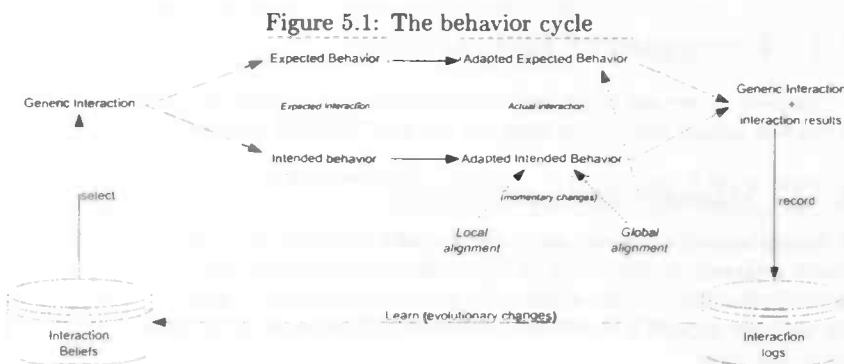 Figure 5.1: The behavior cycle
Expected Behavior
Adapted Expected Behavior
Generic Interaction
Expected interaction
Actual interaction
Generic Interaction
+
interaction results
Intended behavior
Adapted Intended Behavior
select
(momentary changes)
record
Local
alignment
Global
alignment
Learn (evolutionary changes)
Interaction
Beliefs
Interaction
logs